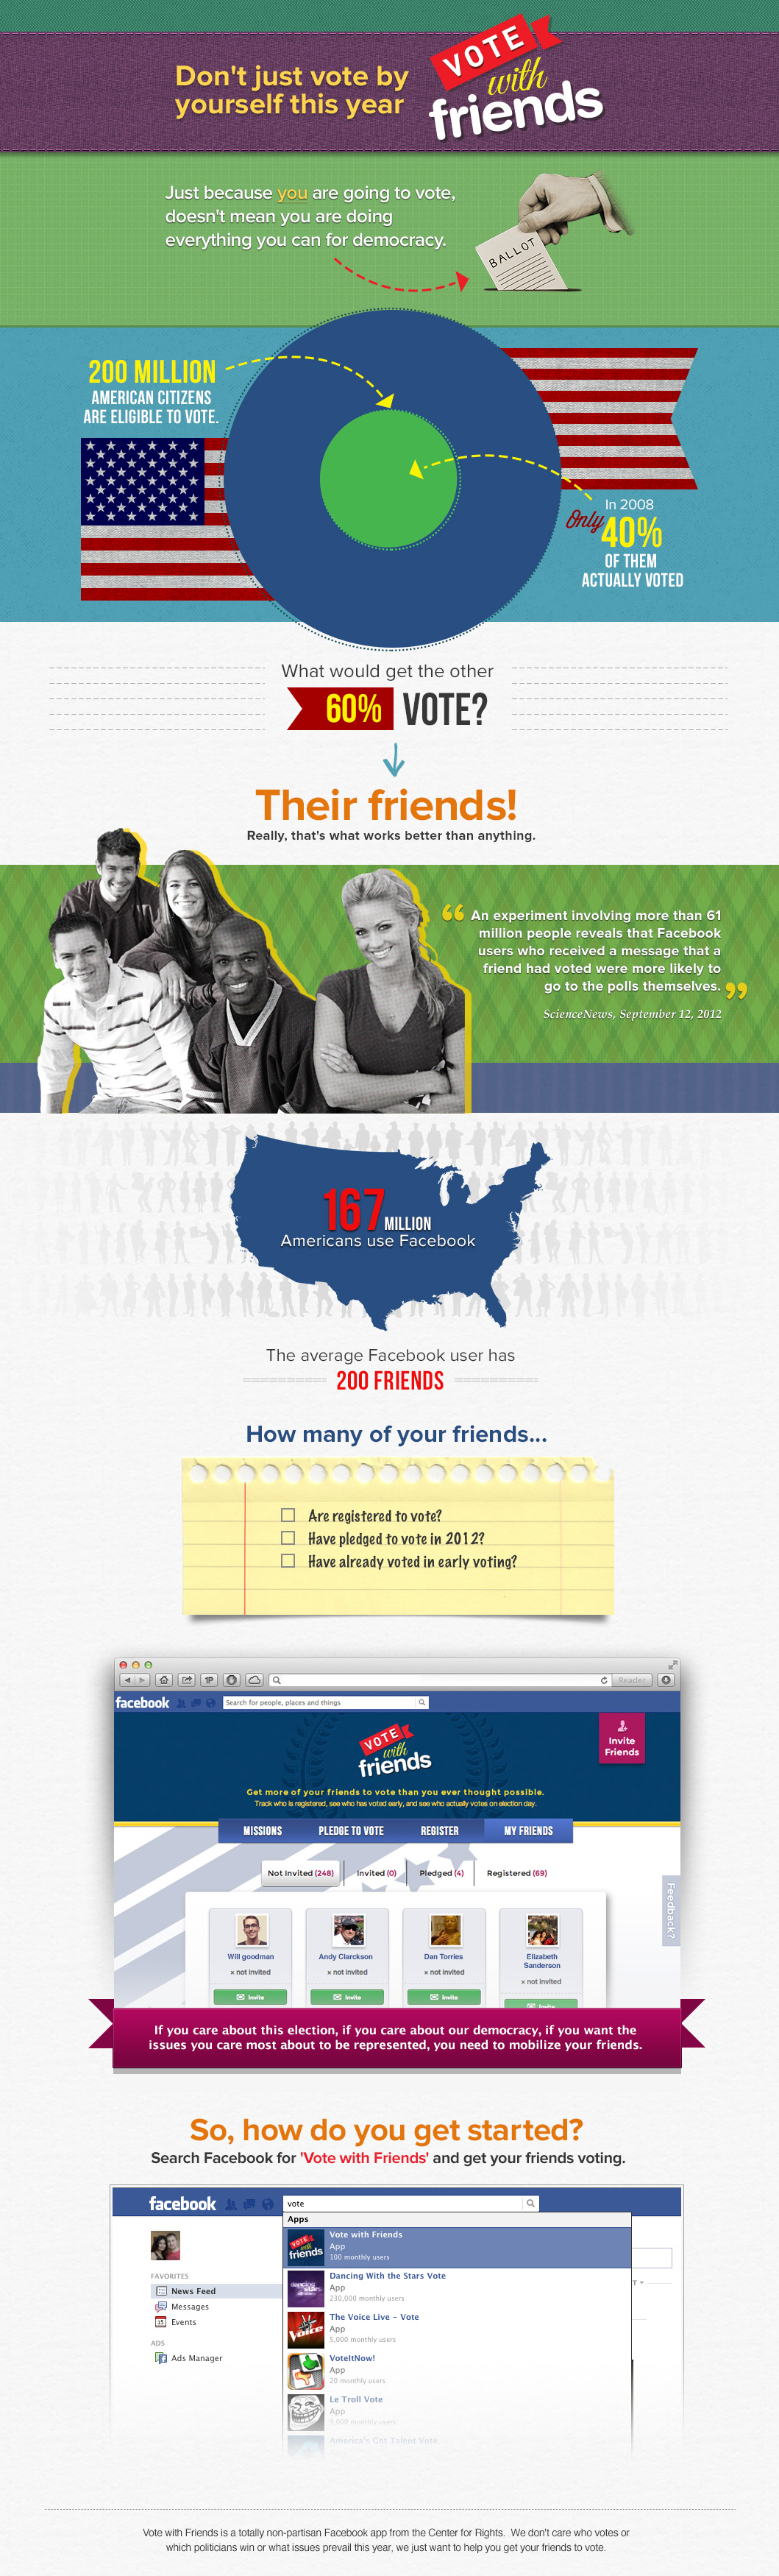 Don't just vote by
yourself this year
VOTE
with
friends
Just because you are going to vote,
doesn't mean you are doing
everything you can for democracy.
BALLOT
200 MILLION
AMERICAN CITIZENS
ARE ELIGIBLE TO VOTE.
In 2008
Only 40%
OF THEM
ACTUALLY VOTED
What would get the other
60% VOTE?
Their friends!
Really, that's what works better than anything.
“ An experiment involving more than 61
million people reveals that Facebook
users who received a message that a
friend had voted were more likely to
go to the polls themselves. ”
ScienceNews, September 12, 2012
167 MILLION
Americans use Facebook
The average Facebook user has
200 FRIENDS
How many of your friends...
Are registered to vote?
Have pledged to vote in 2012?
Have already voted in early voting?
1P
Reader
facebook
Search for people, places and things
VOTE
with
friends
Invite
Friends
Get more of your friends to vote than you ever thought possible.
Track who is registered, see who has voted early, and see who actually votes on election day.
MISSIONS PLEDGE TO VOTE REGISTER MY FRIENDS
Not Invited (248) Invited (0) Pledged (4) Registered (69)
Feedback?
Will goodman
× not invited
Invite
Andy Clarckson
× not invited
Invite
Dan Torries
× not invited
Invite
Elizabeth
Sanderson
× not invited
Invite
If you care about this election, if you care about our democracy, if you want the
issues you care most about to be represented, you need to mobilize your friends.
So, how do you get started?
Search Facebook for 'Vote with Friends' and get your friends voting.
facebook
vote
Apps
VOTE
with
friends
Vote with Friends
App
100 monthly users
FAVORITES
News Feed
Messages
Events
ADS
Ads Manager
Dancing With the Stars Vote
App
230,000 monthly users
The Voice Live – Vote
App
5,000 monthly users
VoteItNow!
App
20 monthly users
Le Troll Vote
App
9,000 monthly users
America's Got Talent Vote
Vote with Friends is a totally non-partisan Facebook app from the Center for Rights. We don't care who votes or
which politicians win or what issues prevail this year, we just want to help you get your friends to vote.